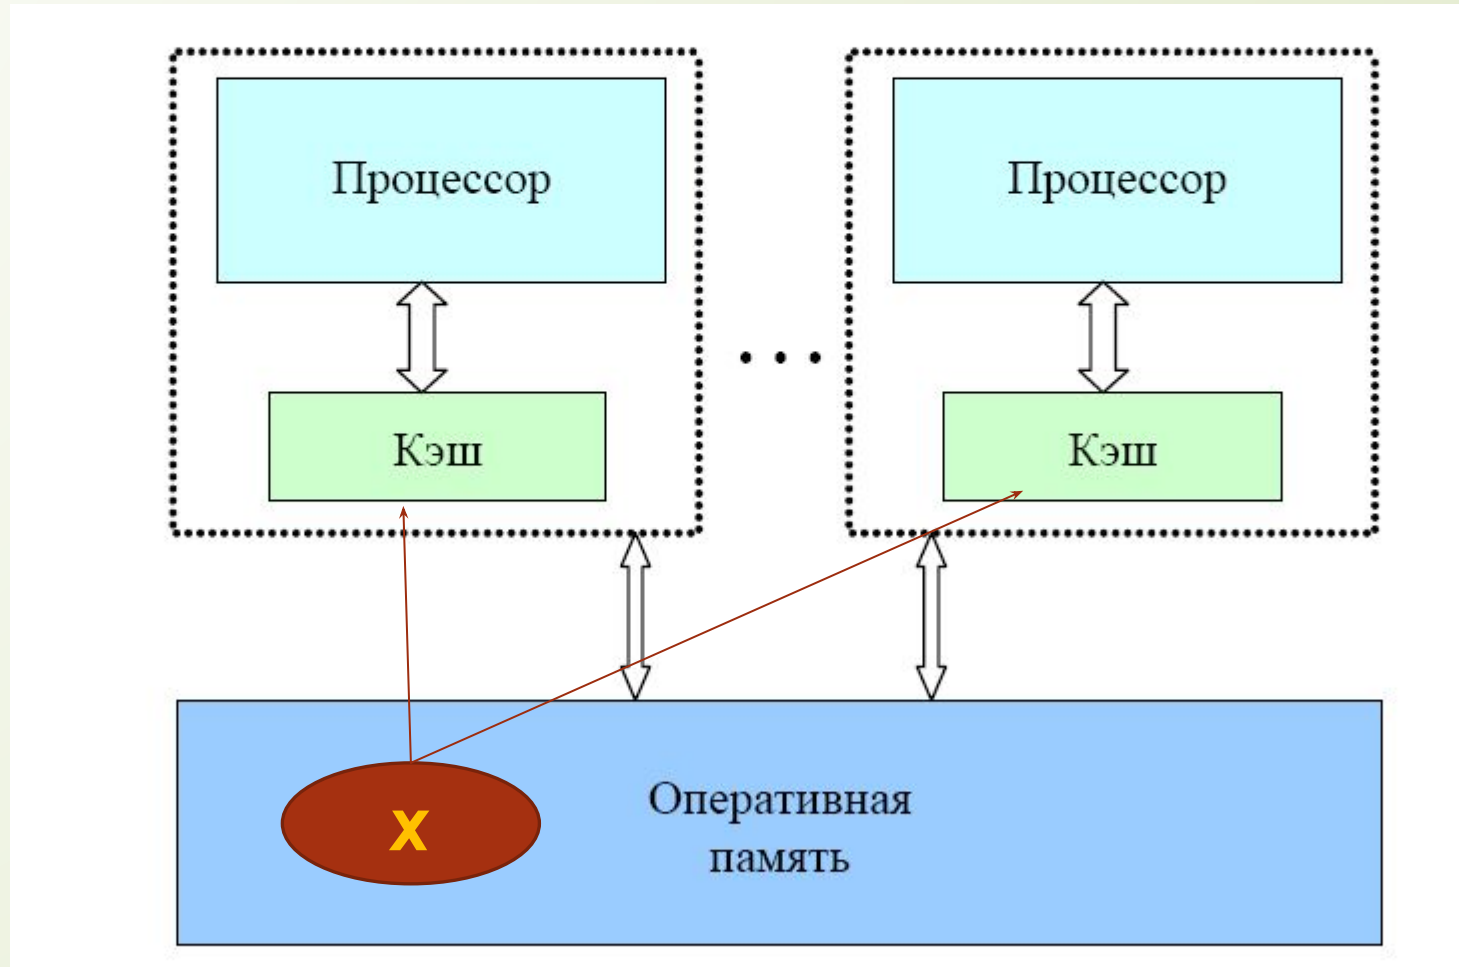 Процессор
Процессор
Кэш
Кэш
Оперативная
память
x